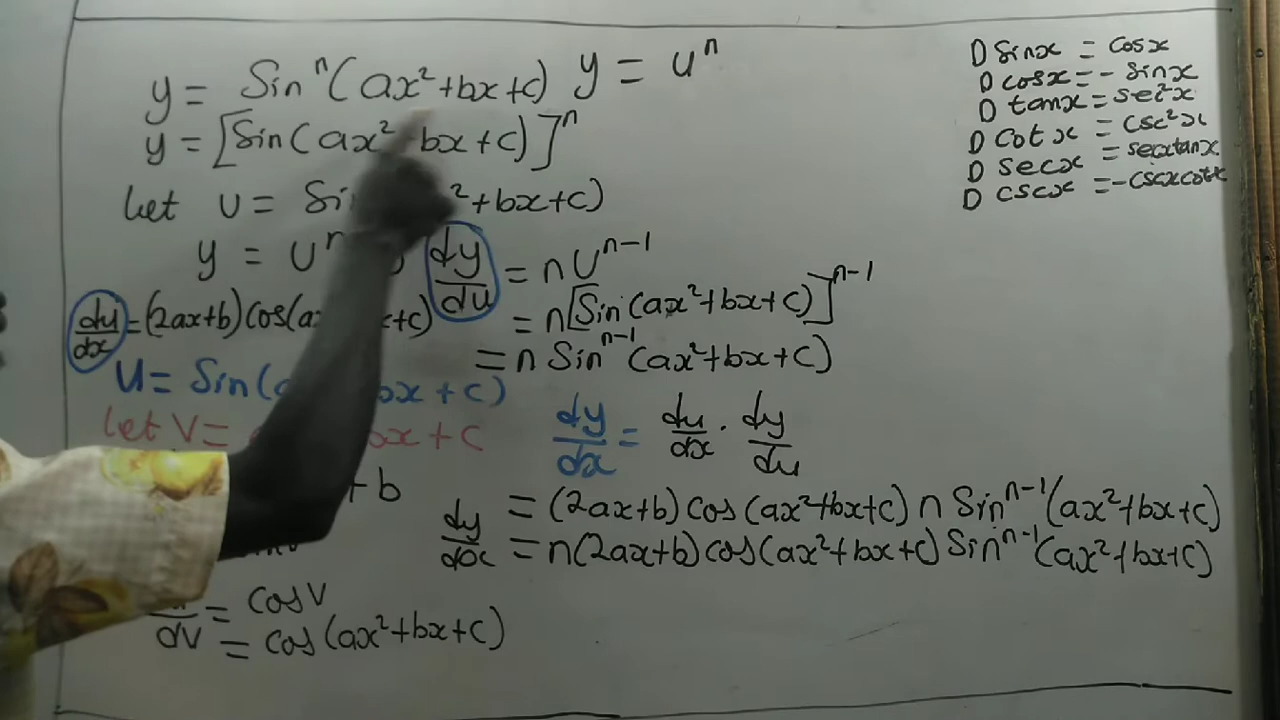 y = Sinⁿ(ax²+bx+c) y = uⁿ
y = [Sin(ax² bx+c)]ⁿ
let u = Si ²+bx+c)
y = uⁿ dy/du = nUⁿ⁻¹
= n[Sin(ax²+bx+c)]ⁿ⁻¹
du/dx = (2ax+b)cos(a +c)
= n Sinⁿ⁻¹(ax²+bx+c)
u = Sin( bx+c)
let v = bx+c
+b
dy/dx = du/dx . dy/du
dy/dx = (2ax+b)cos(ax²+bx+c) n Sinⁿ⁻¹(ax²+bx+c)
= n(2ax+b)cos(ax²+bx+c) Sinⁿ⁻¹(ax²+bx+c)
dv = cosv
= cos(ax²+bx+c)
D sinx = cosx
D cosx = - sinx
D tanx = sec²x
D cotx = csc²x
D secx = secxtanx
D cscx = -cscxcotx